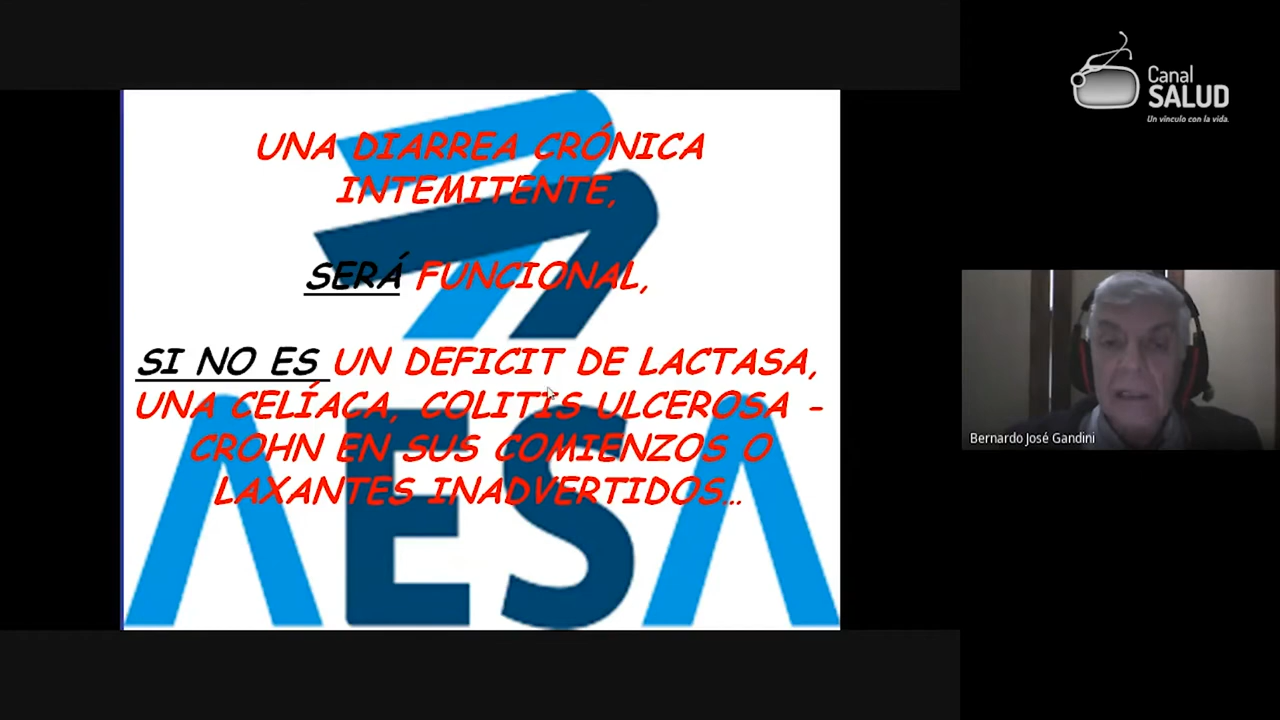 UNA DIARREA CRÓNICA
INTEMITENTE,
SERÁ FUNCIONAL,
SI NO ES UN DEFICIT DE LACTASA,
UNA CELÍACA, COLITIS ULCEROSA -
CROHN EN SUS COMIENZOS O
LAXANTES INADVERTIDOS...
AESA
Canal
SALUD
Un vínculo con la vida.
Bernardo José Gandini